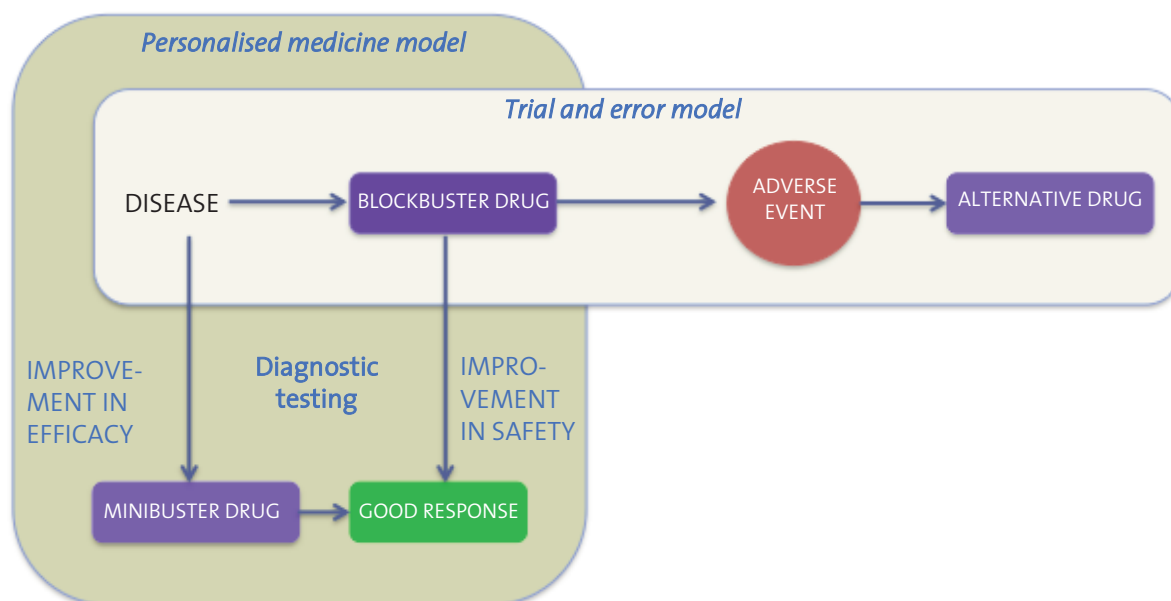 Personalised medicine model
Trial and error model
DISEASE
BLOCKBUSTER DRUG
ADVERSE
EVENT
ALTERNATIVE DRUG
IMPROVE-
MENT IN
EFFICACY
Diagnostic
testing
IMPRO-
VEMENT
IN SAFETY
MINIBUSTER DRUG
GOOD RESPONSE